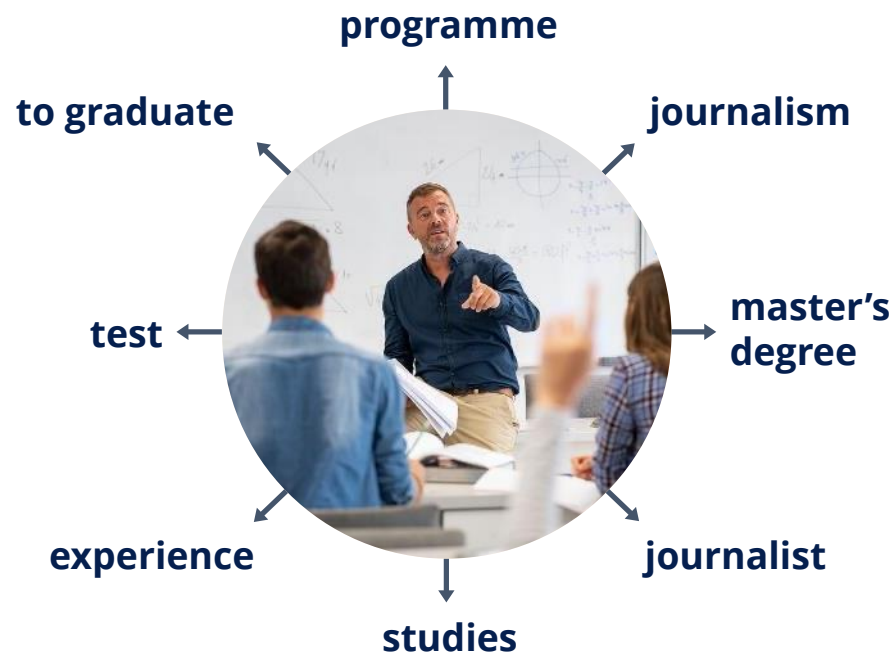 programme
to graduate
journalism
test
master’s
degree
experience
journalist
studies